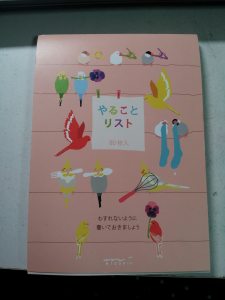 やること
リスト
わすれないように、
書いておきましょう